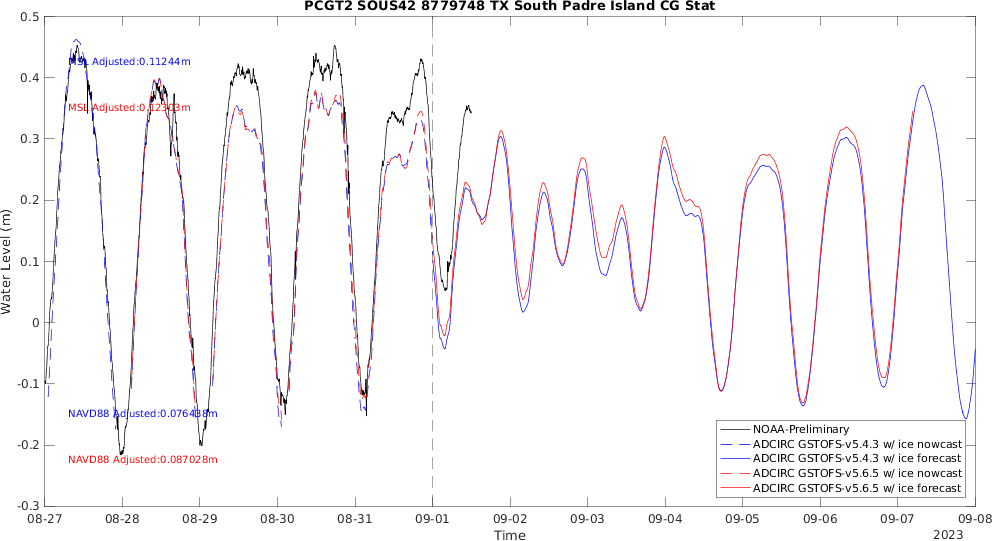 PCGT2 SOUS42 8779748 TX South Padre Island CG Stat
0.5
0.4
0.3
0.2
0.1
0
-0.1
-0.2
-0.3
Water Level (m)
MSL Adjusted:0.11244m
MSL Adjusted:0.12303m
NAVD88 Adjusted:0.076438m
NAVD88 Adjusted:0.087028m
NOAA-Preliminary
ADCIRC GSTOFS-v5.4.3 w/ ice nowcast
ADCIRC GSTOFS-v5.4.3 w/ ice forecast
ADCIRC GSTOFS-v5.6.5 w/ ice nowcast
ADCIRC GSTOFS-v5.6.5 w/ ice forecast
08-27 08-28 08-29 08-30 08-31 09-01 09-02 09-03 09-04 09-05 09-06 09-07 09-08
Time
2023